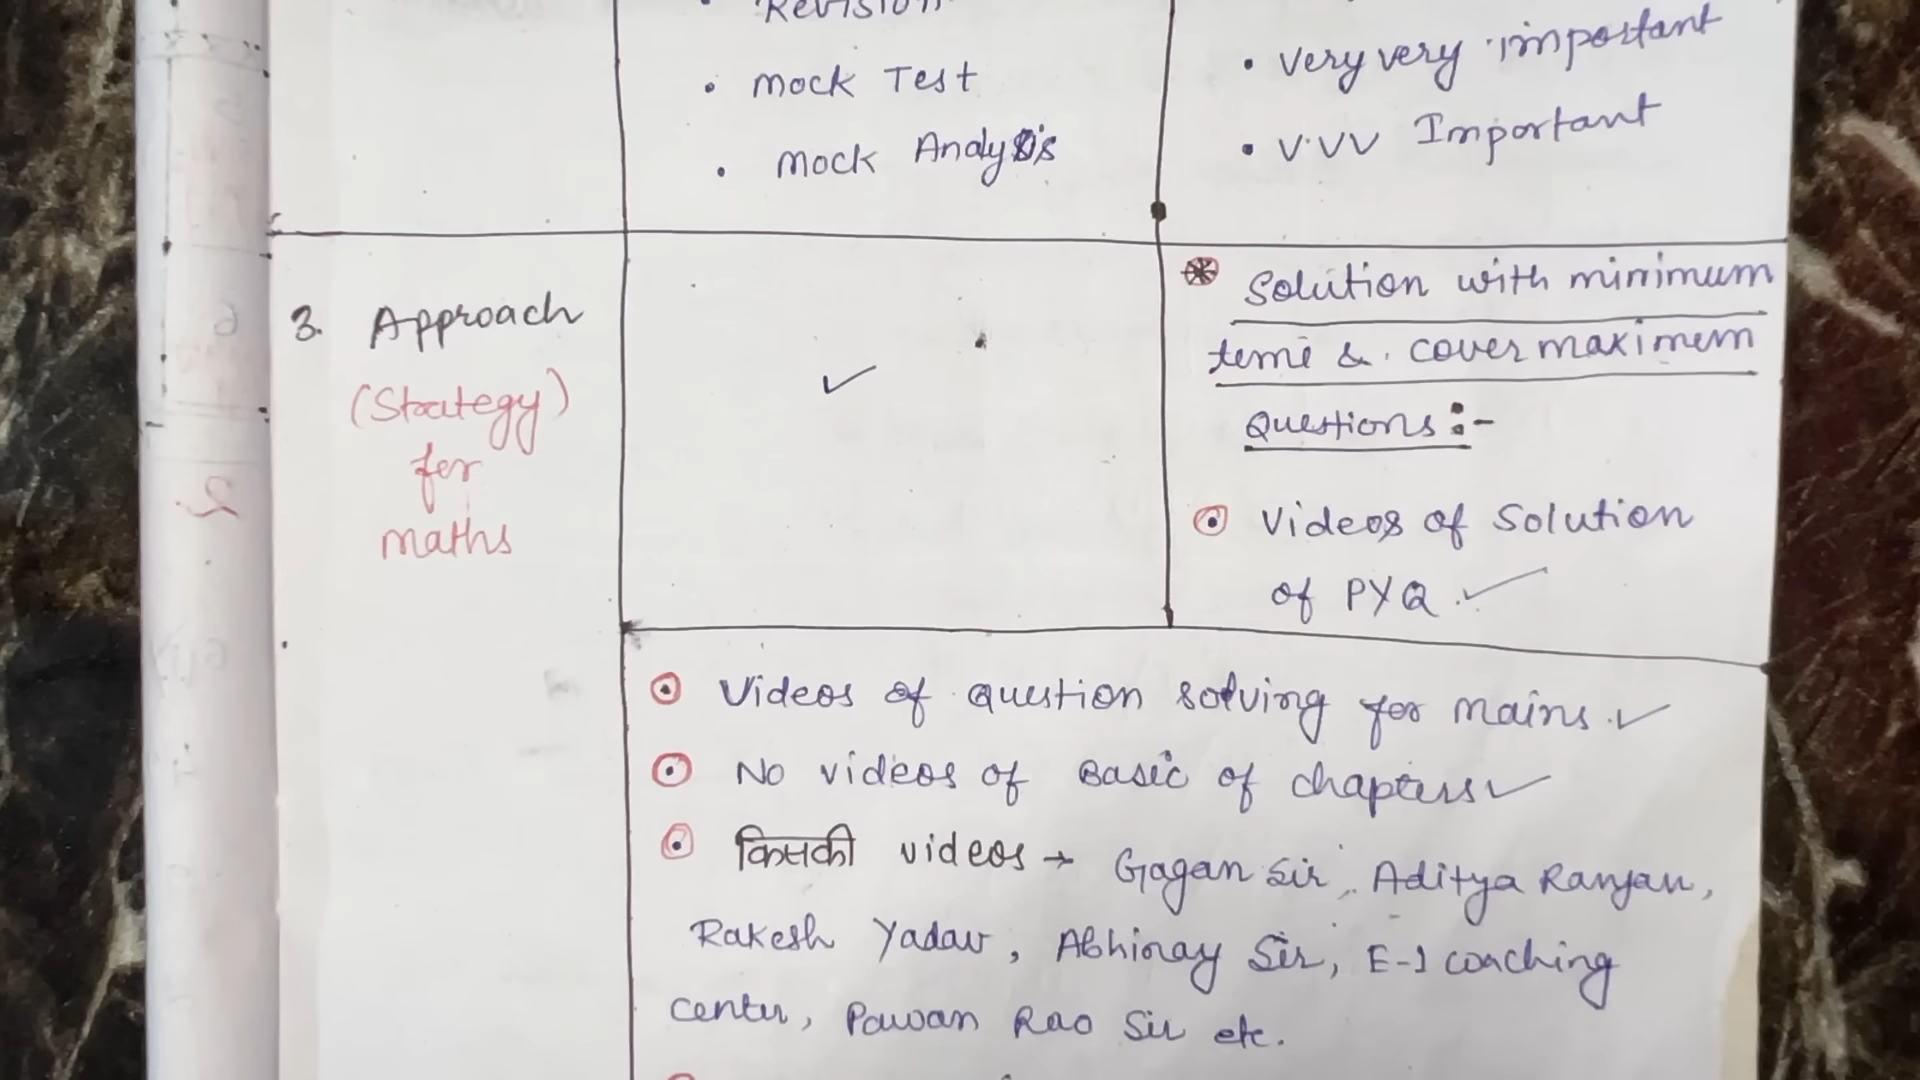 • Revision
• Mock Test
• Mock Analysis
• Very very important
• V.VV Important
3. Approach
(Strategy)
for
maths
✓
Solution with minimum
time & cover maximum
Questions :-
Videos of Solution
of PYQ ✓
Videos of question solving for mains ✓
No videos of Basic of chapters ✓
किसकी videos → Gagan Sir, Aditya Ranjan,
Rakesh Yadav, Abhinay Sir, E-1 coaching
Center, Pawan Rao Sir etc.